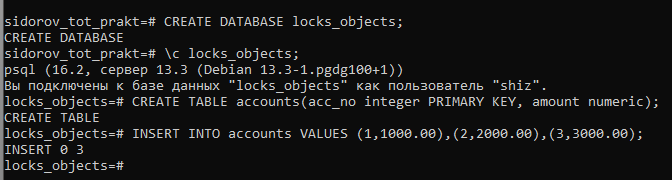 sidorov_tot_prakt=# CREATE DATABASE locks_objects;
CREATE DATABASE
sidorov_tot_prakt=# \c locks_objects;
psql (16.2, сервер 13.3 (Debian 13.3-1.pgdg100+1))
Вы подключены к базе данных "locks_objects" как пользователь "shiz".
locks_objects=# CREATE TABLE accounts(acc_no integer PRIMARY KEY, amount numeric);
CREATE TABLE
locks_objects=# INSERT INTO accounts VALUES (1,1000.00),(2,2000.00),(3,3000.00);
INSERT 0 3
locks_objects=#